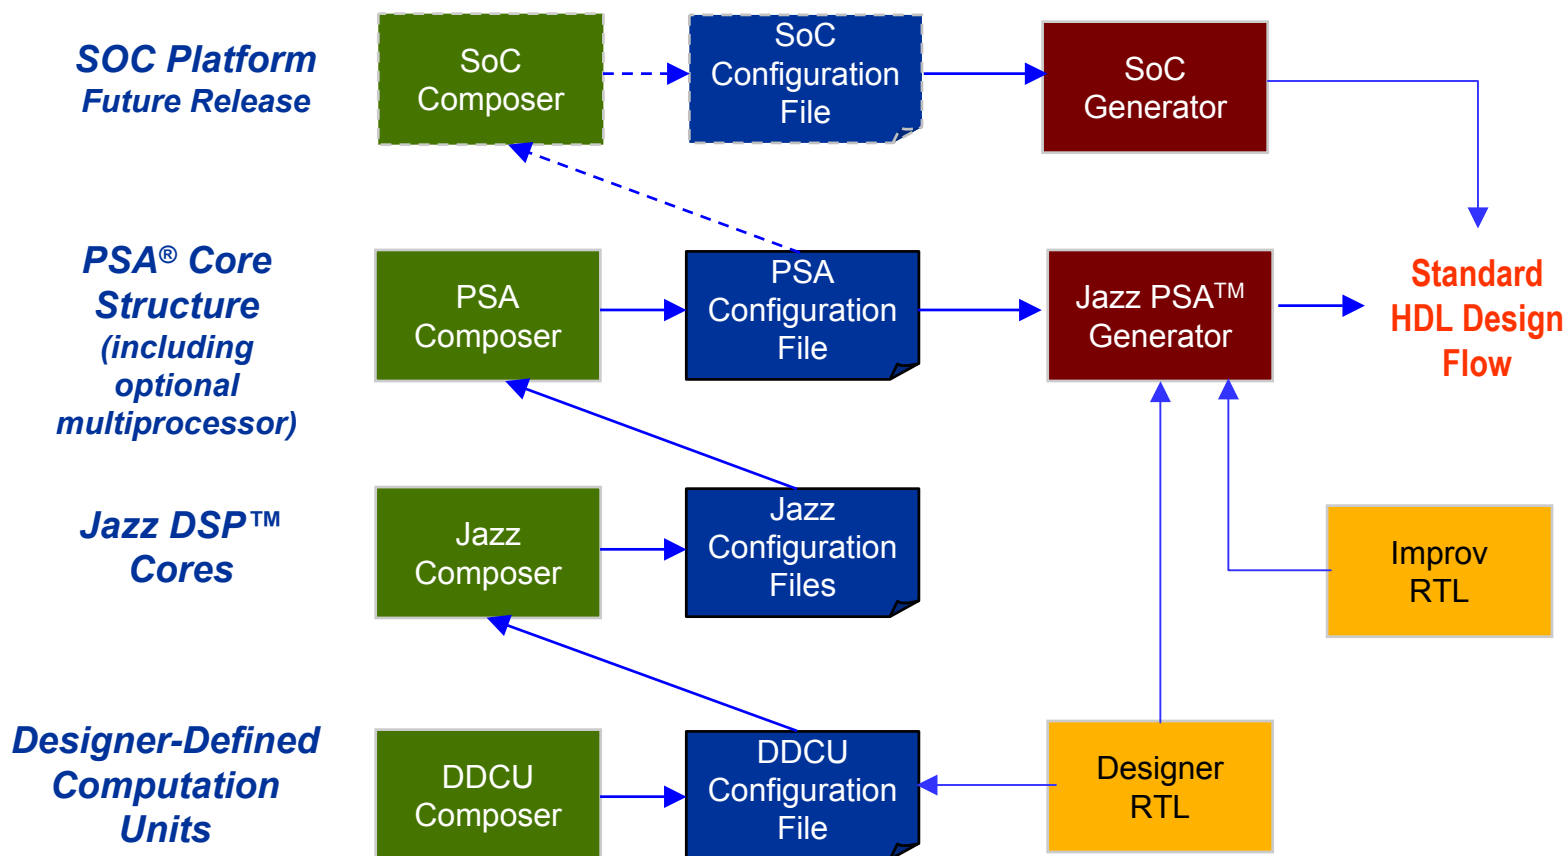 SOC Platform
Future Release
SoC
Composer
SoC
Configuration
File
SoC
Generator
PSA® Core
Structure
(including
optional
multiprocessor)
PSA
Composer
PSA
Configuration
File
Jazz PSA™
Generator
Standard
HDL Design
Flow
Jazz DSP™
Cores
Jazz
Composer
Jazz
Configuration
Files
Improv
RTL
Designer-Defined
Computation
Units
DDCU
Composer
DDCU
Configuration
File
Designer
RTL